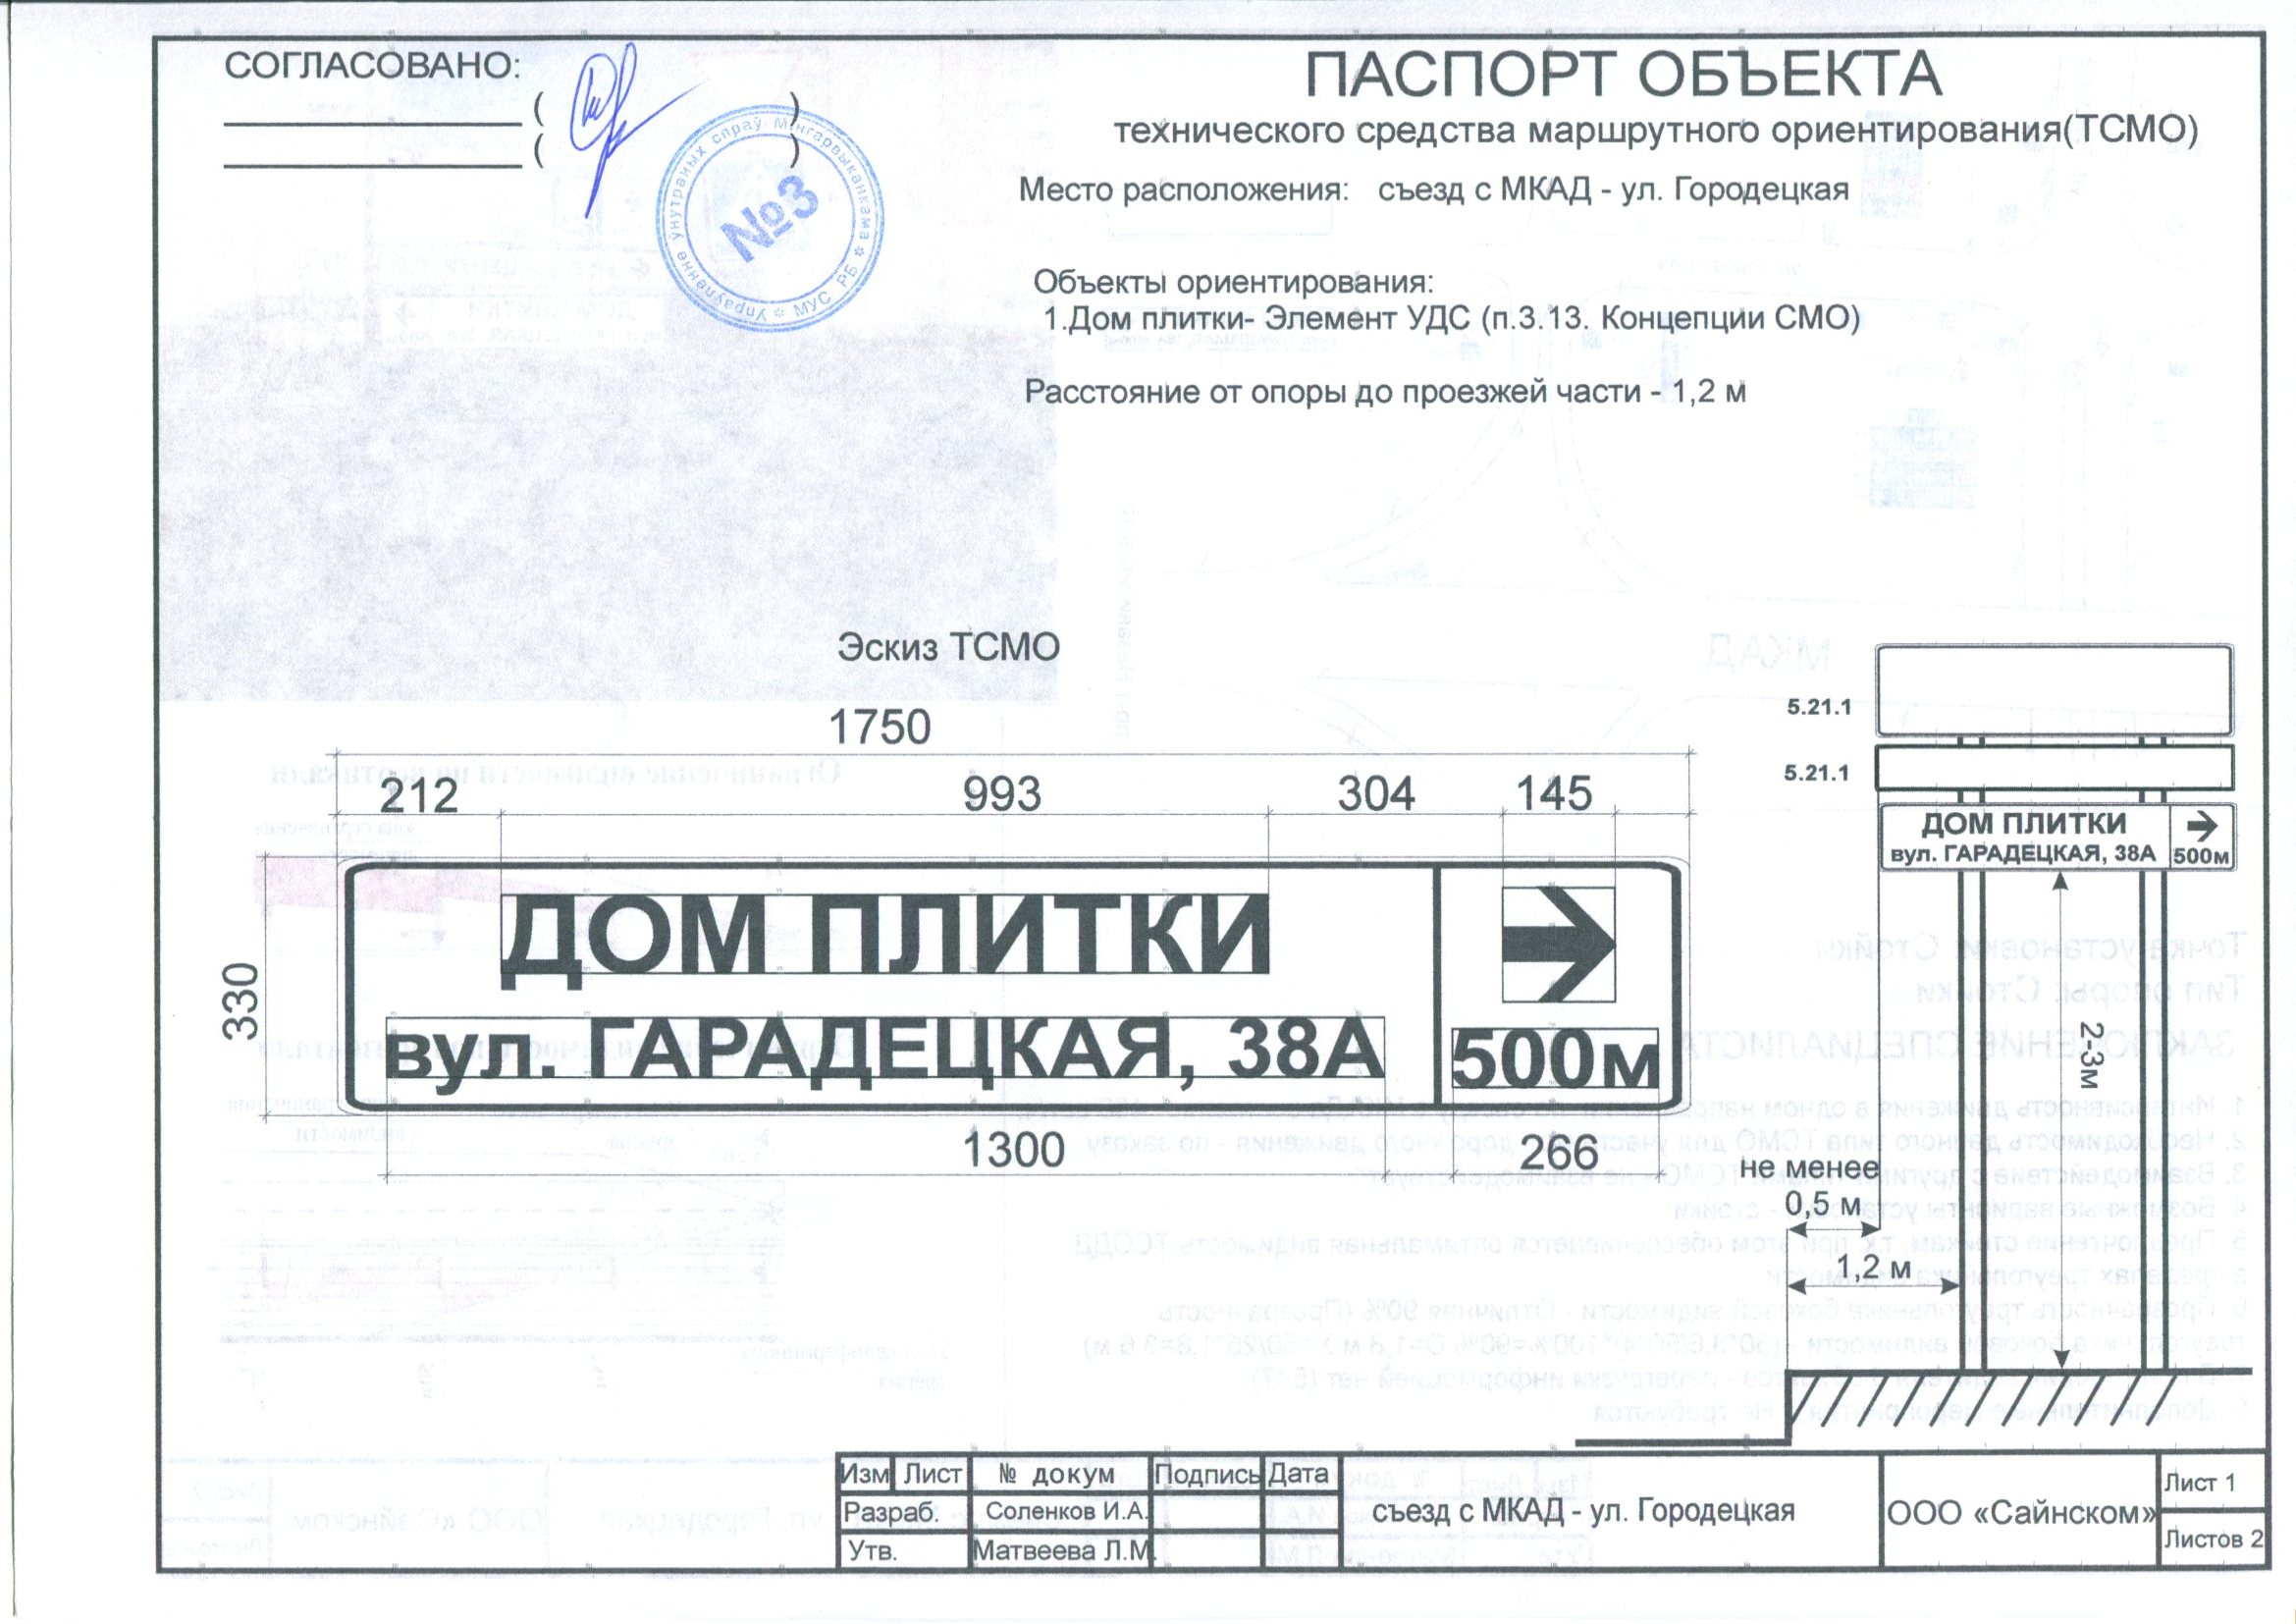 СОГЛАСОВАНО:
( )
( )
Упраўленне ўнутраных спраў Мінгарвыканкама * МУС РБ *
№3
ПАСПОРТ ОБЪЕКТА
технического средства маршрутного ориентирования(ТСМО)
Место расположения: съезд с МКАД - ул. Городецкая
Объекты ориентирования:
1.Дом плитки- Элемент УДС (п.3.13. Концепции СМО)
Расстояние от опоры до проезжей части - 1,2 м
Эскиз ТСМО
1750
212 993 304 145
330
ДОМ ПЛИТКИ
вул. ГАРАДЕЦКАЯ, 38А
500м
1300 266
5.21.1
5.21.1
ДОМ ПЛИТКИ
вул. ГАРАДЕЦКАЯ, 38А
500м
2,3м
не менее
0,5 м
1,2 м
Изм Лист № докум Подпись Дата
Разраб. Соленков И.А.
Утв. Матвеева Л.М.
съезд с МКАД - ул. Городецкая
ООО «Сайнском»
Лист 1
Листов 2